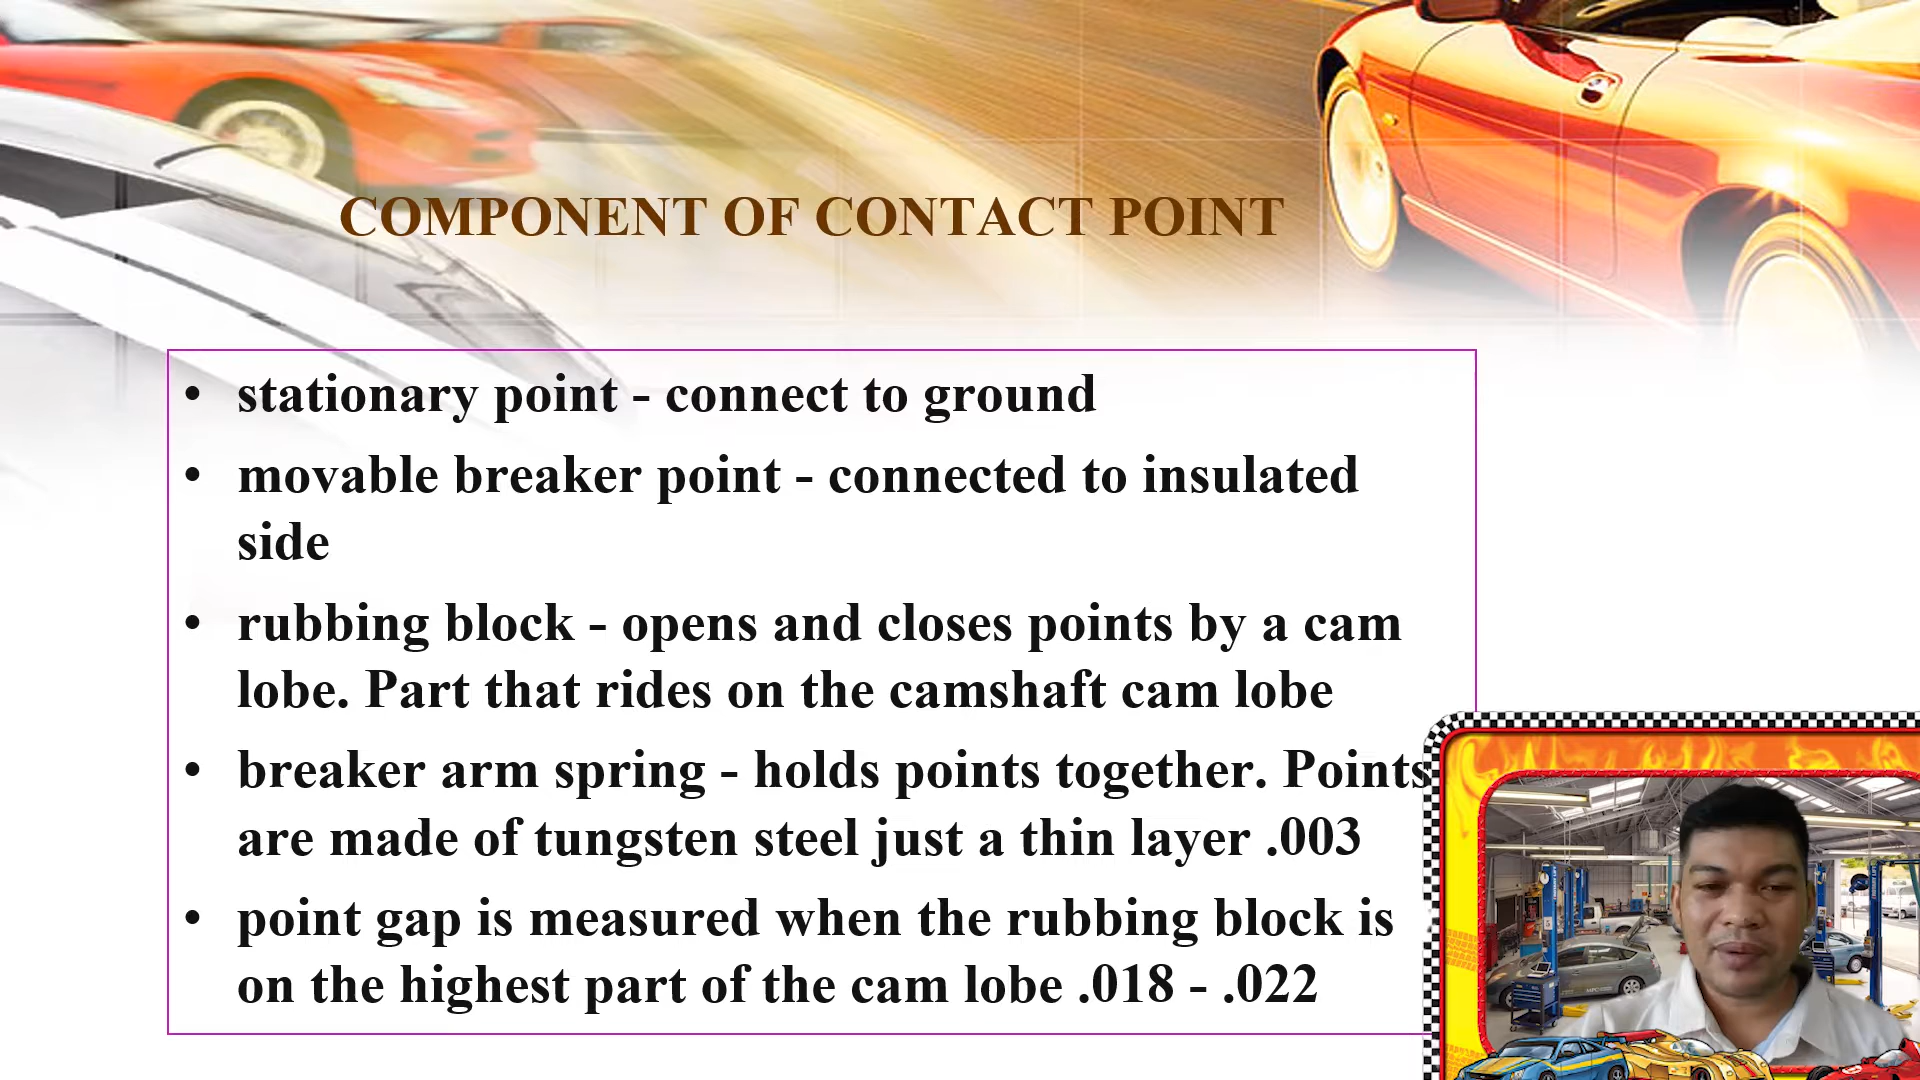 COMPONENT OF CONTACT POINT
• stationary point - connect to ground
• movable breaker point - connected to insulated
side
• rubbing block - opens and closes points by a cam
lobe. Part that rides on the camshaft cam lobe
• breaker arm spring - holds points together. Points
are made of tungsten steel just a thin layer .003
• point gap is measured when the rubbing block is
on the highest part of the cam lobe .018 - .022